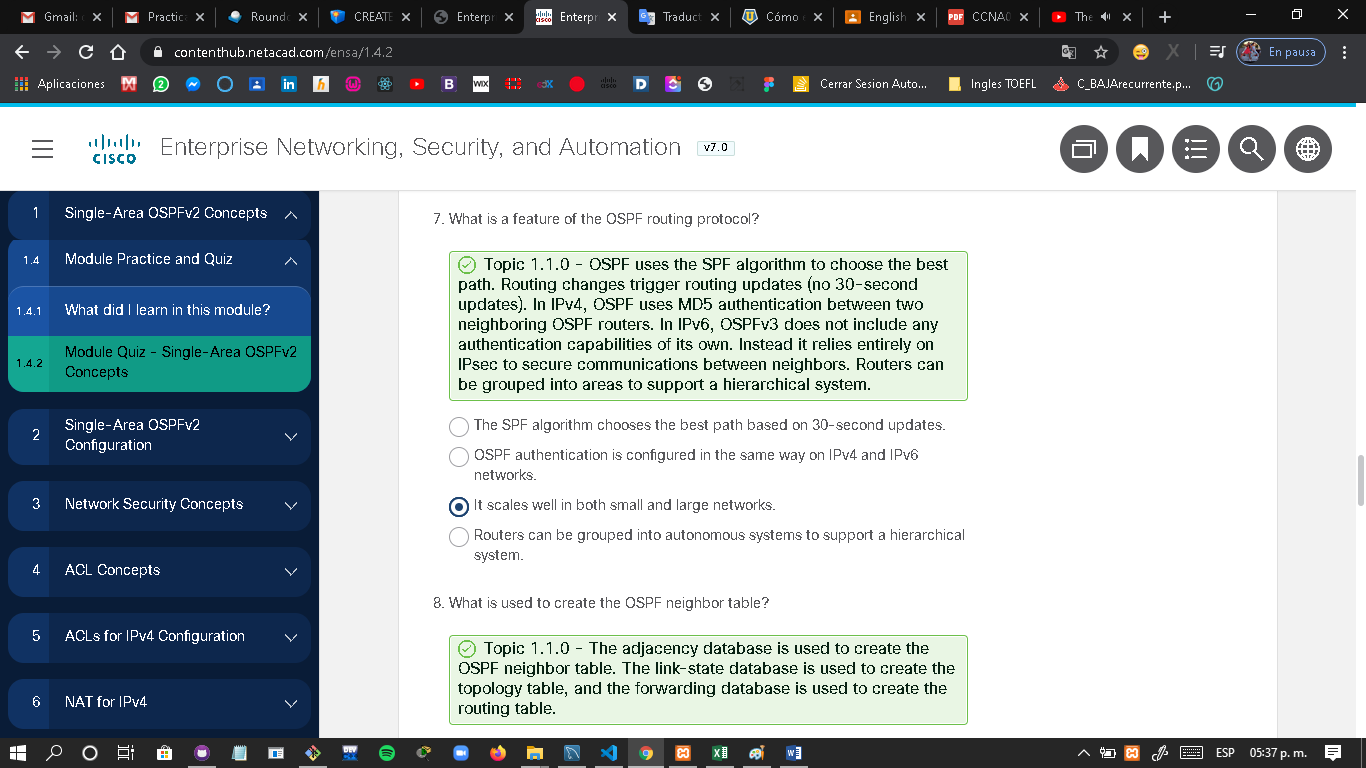 Gmail:
Practic
Roundc
CREATE
Enterpr
Enterpr
Traduct
Cómo
English
CCNA
The
contenthub.netacad.com/ensa/1.4.2
En pausa
Aplicaciones
Cerrar Sesion Auto...
Ingles TOEFL
C_BAJArecurrente.p...
CISCO
Enterprise Networking, Security, and Automation
v7.0
1 Single-Area OSPFv2 Concepts
1.4 Module Practice and Quiz
1.4.1 What did I learn in this module?
1.4.2 Module Quiz - Single-Area OSPFv2
Concepts
2 Single-Area OSPFv2
Configuration
3 Network Security Concepts
4 ACL Concepts
5 ACLs for IPv4 Configuration
6 NAT for IPv4
7. What is a feature of the OSPF routing protocol?
Topic 1.1.0 - OSPF uses the SPF algorithm to choose the best
path. Routing changes trigger routing updates (no 30-second
updates). In IPv4, OSPF uses MD5 authentication between two
neighboring OSPF routers. In IPv6, OSPFv3 does not include any
authentication capabilities of its own. Instead it relies entirely on
IPsec to secure communications between neighbors. Routers can
be grouped into areas to support a hierarchical system.
The SPF algorithm chooses the best path based on 30-second updates.
OSPF authentication is configured in the same way on IPv4 and IPv6
networks.
It scales well in both small and large networks.
Routers can be grouped into autonomous systems to support a hierarchical
system.
8. What is used to create the OSPF neighbor table?
Topic 1.1.0 - The adjacency database is used to create the
OSPF neighbor table. The link-state database is used to create the
topology table, and the forwarding database is used to create the
routing table.
ESP
05:37 p. m.